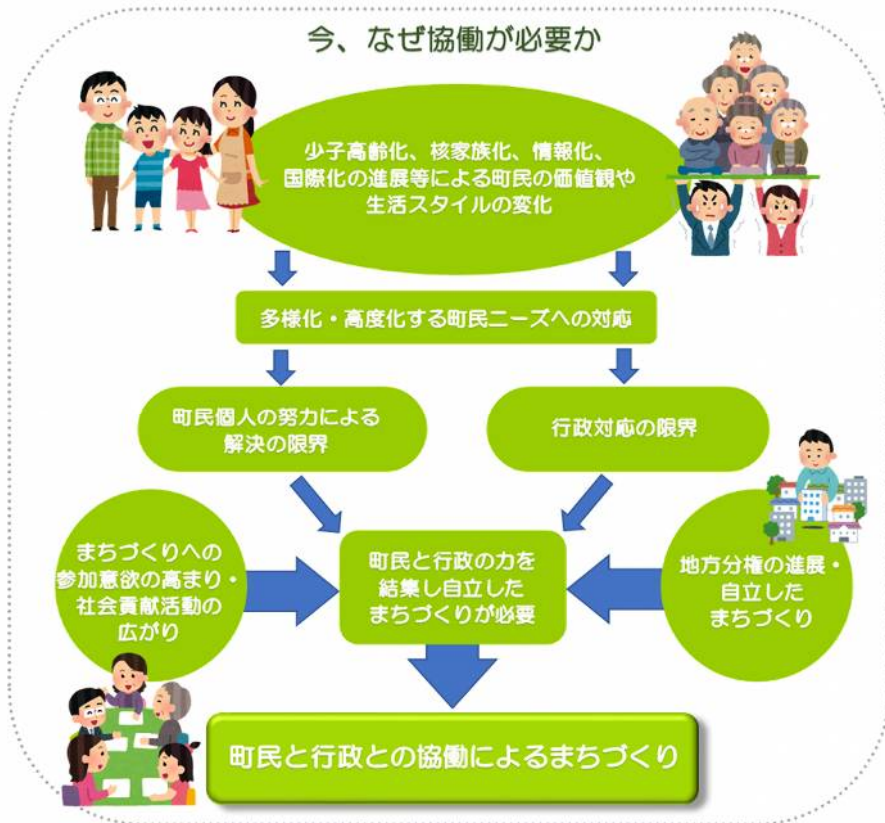 今、なぜ協働が必要か
少子高齢化、核家族化、情報化、
国際化の進展等による町民の価値観や
生活スタイルの変化
多様化・高度化する町民ニーズへの対応
町民個人の努力による
解決の限界
行政対応の限界
まちづくりへの
参加意欲の高まり・
社会貢献活動の
広がり
町民と行政の力を
結集し自立した
まちづくりが必要
地方分権の進展・
自立した
まちづくり
町民と行政との協働によるまちづくり